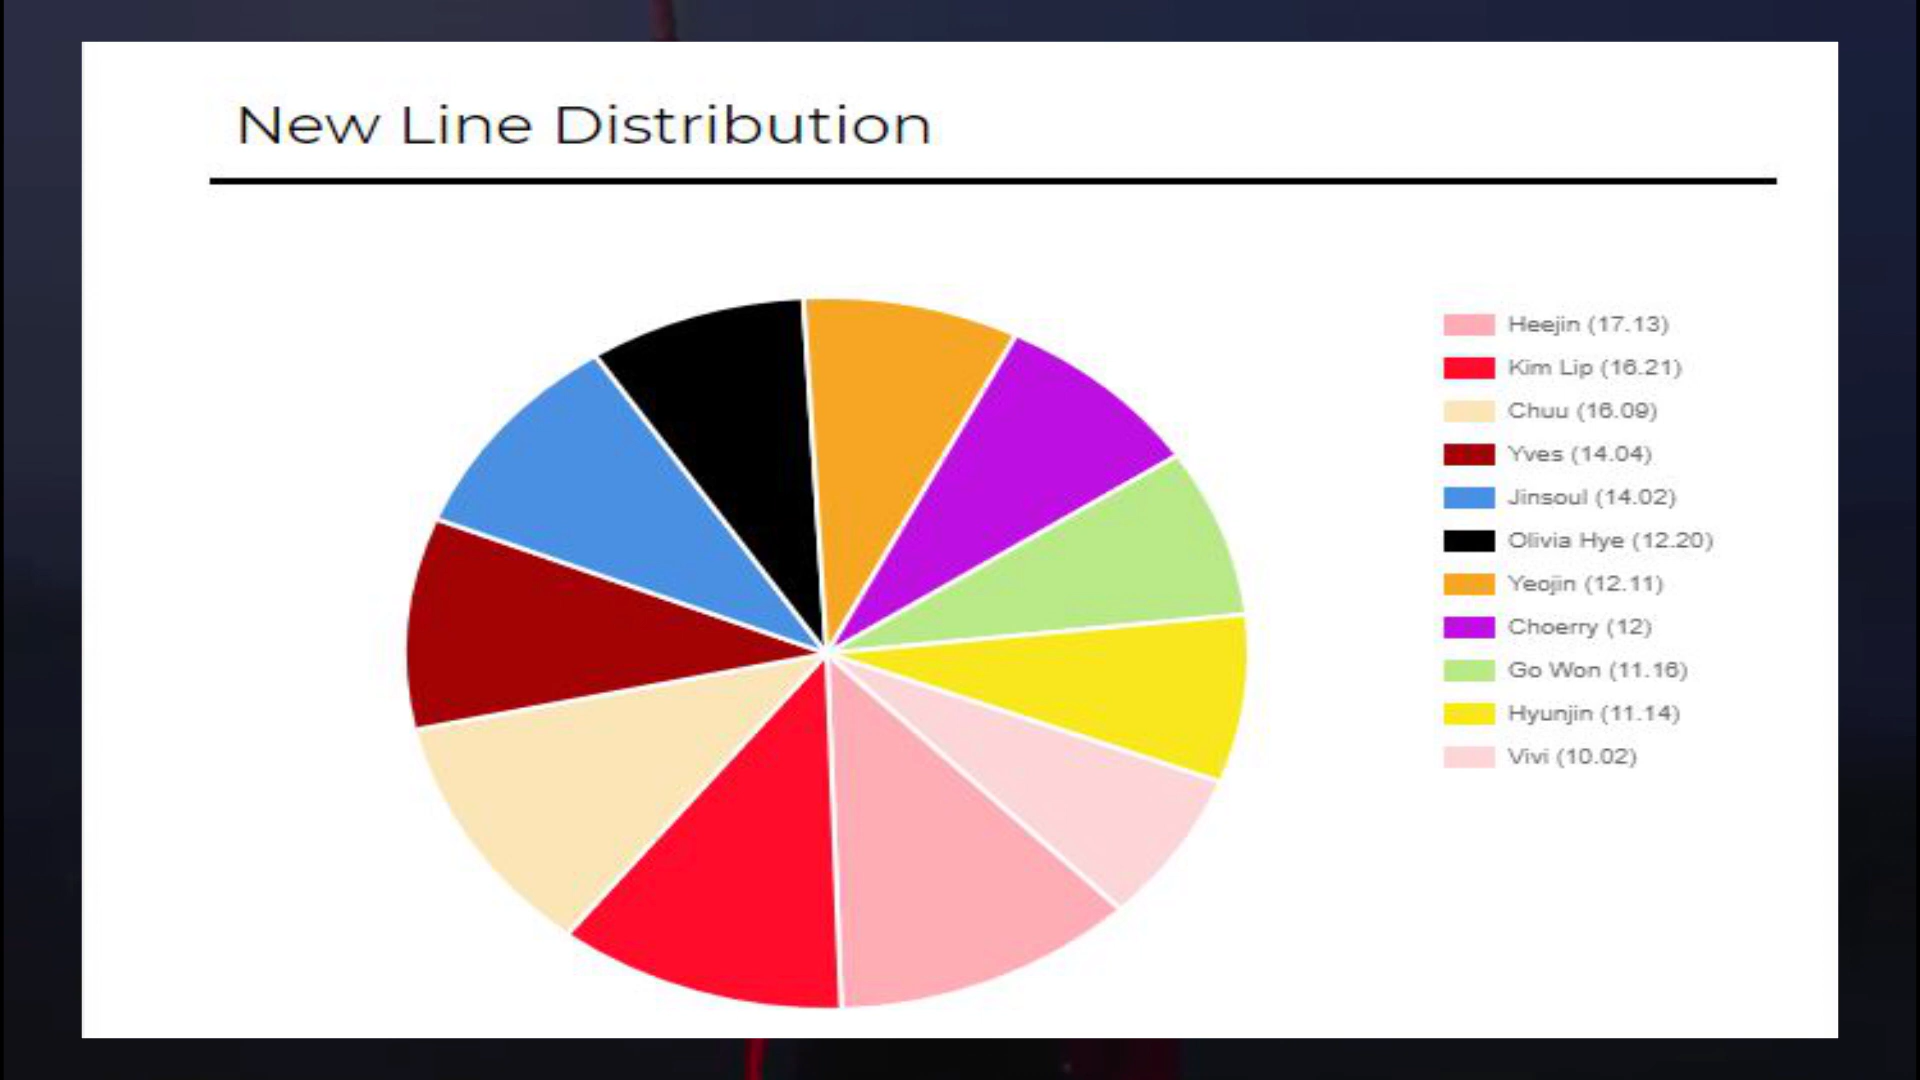 New Line Distribution
Heejin (17.13)
Kim Lip (16.21)
Chuu (16.09)
Yves (14.04)
Jinsoul (14.02)
Olivia Hye (12.20)
Yeojin (12.11)
Choerry (12)
Go Won (11.16)
Hyunjin (11.14)
Vivi (10.02)